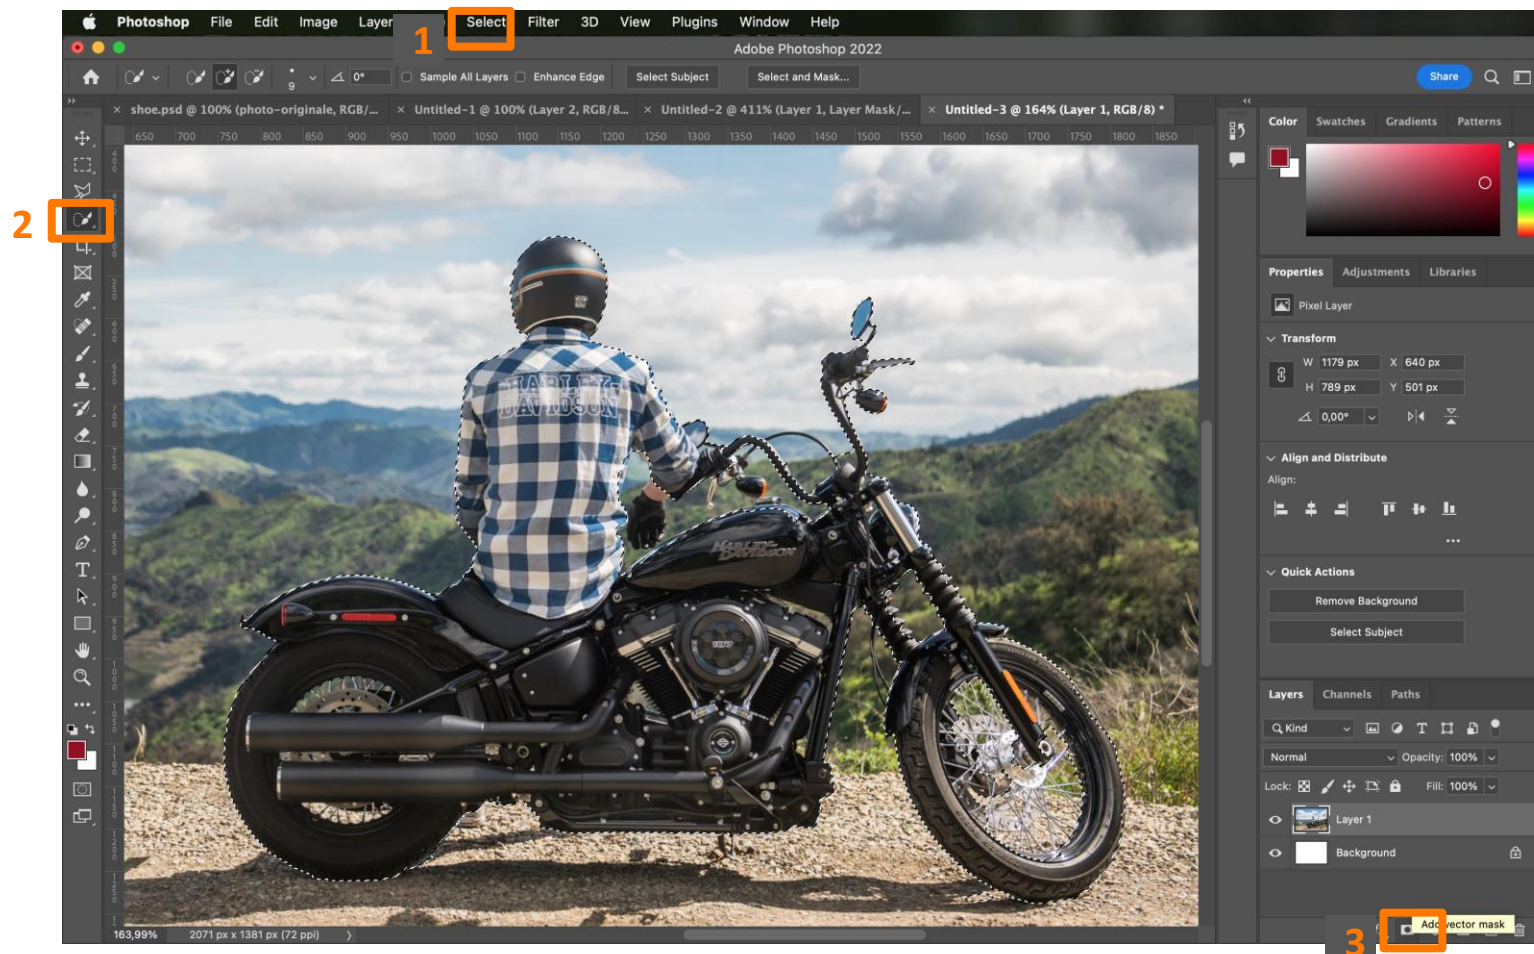 Photoshop File Edit Image Layer Select Filter 3D View Plugins Window Help
1
Adobe Photoshop 2022
9 0° Sample All Layers Enhance Edge Select Subject Select and Mask... Share
× shoe.psd @ 100% (photo-originale, RGB/... × Untitled-1 @ 100% (Layer 2, RGB/8... × Untitled-2 @ 411% (Layer 1, Layer Mask/... × Untitled-3 @ 164% (Layer 1, RGB/8) *
650 700 750 800 850 900 950 1000 1050 1100 1150 1200 1250 1300 1350 1400 1450 1500 1550 1600 1650 1700 1750 1800 1850
2
HARLEY-
DAVIDSON
HARLEY-
DAVIDSON
163,99% 2071 px x 1381 px (72 ppi)
Color Swatches Gradients Patterns
Properties Adjustments Libraries
Pixel Layer
Transform
W 1179 px X 640 px
H 789 px Y 501 px
0,00°
Align and Distribute
Align:
Quick Actions
Remove Background
Select Subject
Layers Channels Paths
Kind
Normal Opacity: 100%
Lock: Fill: 100%
Layer 1
Background
3
Add vector mask